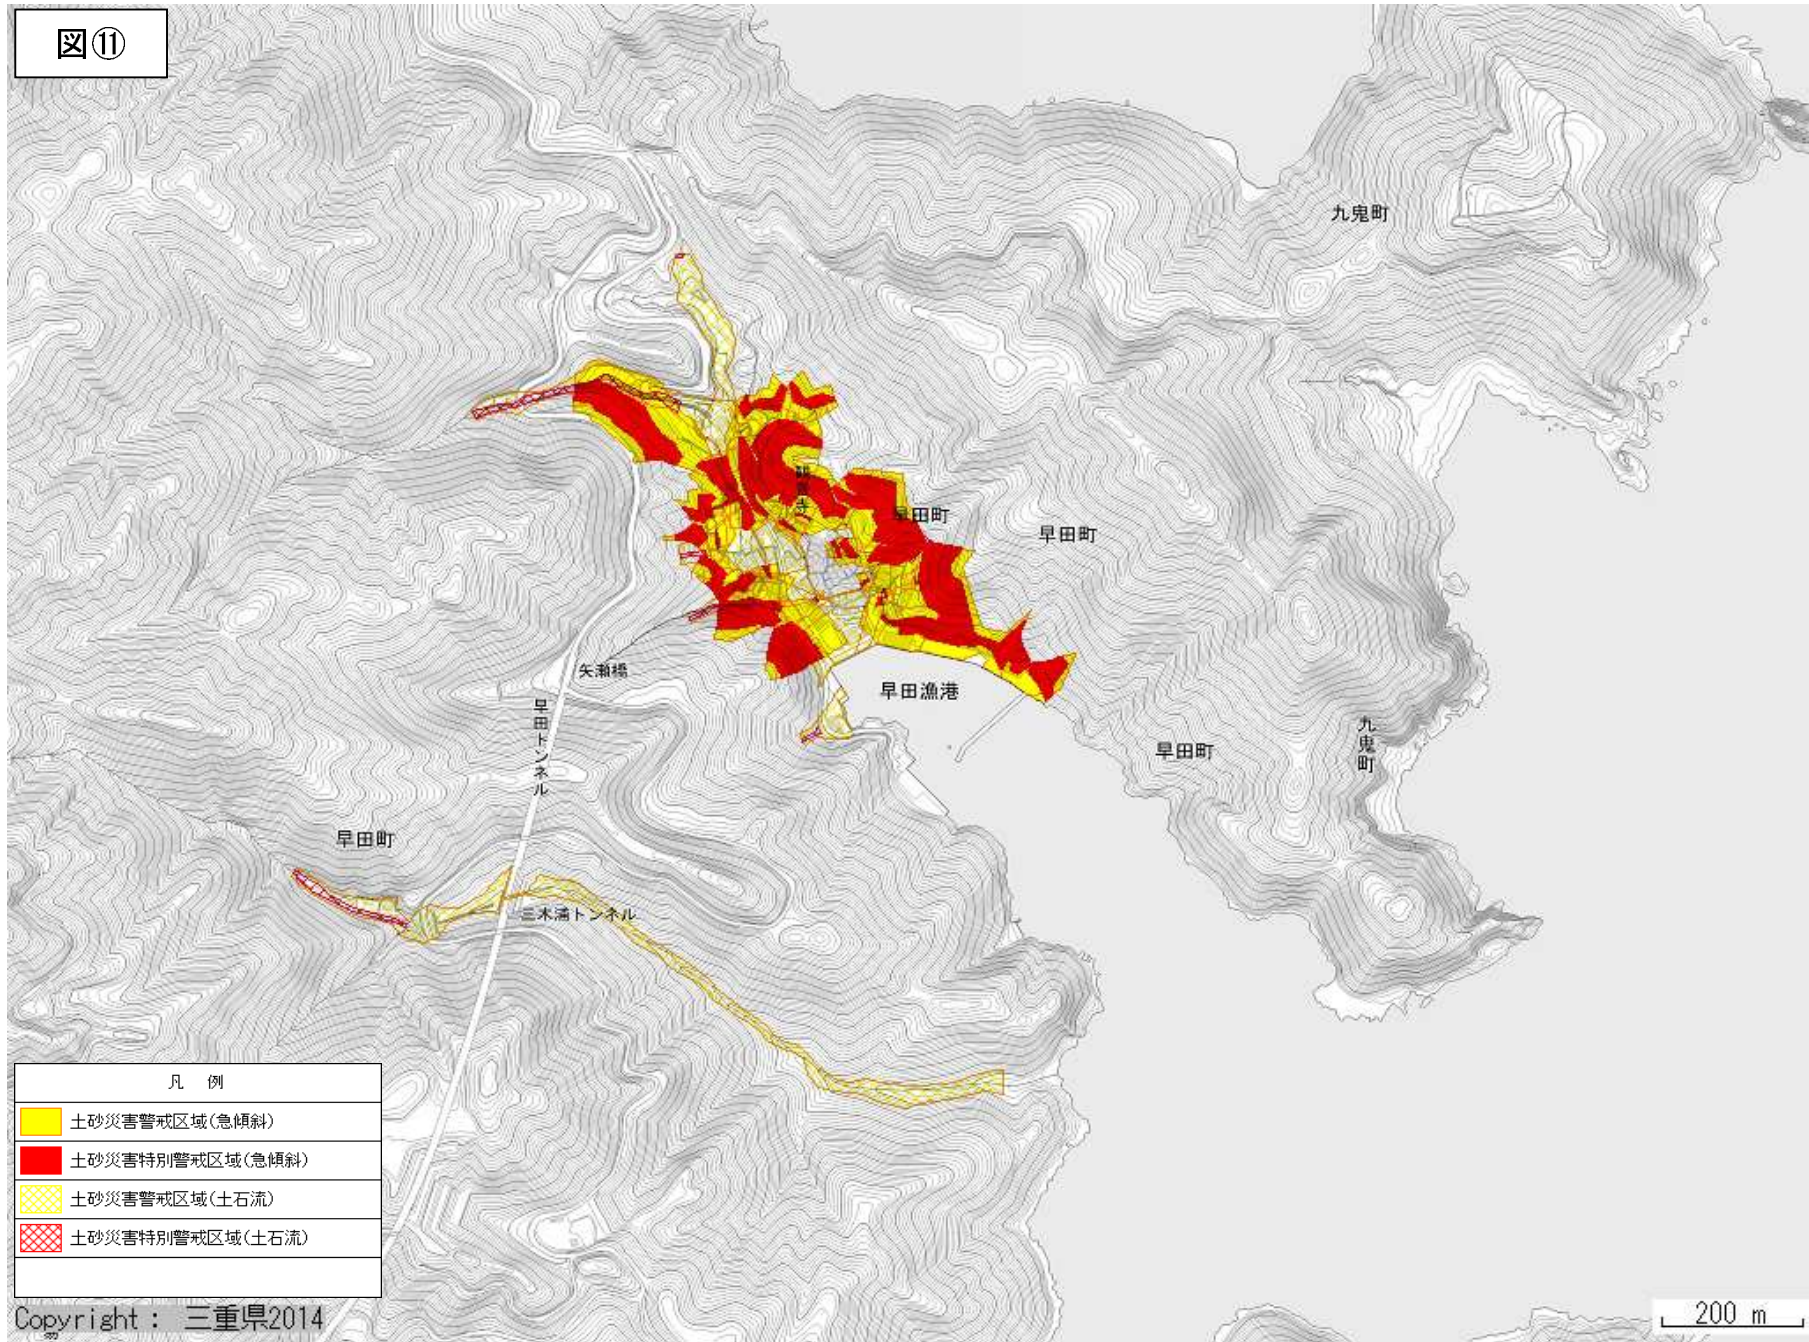 図⑪
九鬼町
早田町
早田町
矢瀬橋
早田漁港
早田トンネル
早田町
九鬼町
早田町
三木浦トンネル
凡 例
土砂災害警戒区域(急傾斜)
土砂災害特別警戒区域(急傾斜)
土砂災害警戒区域(土石流)
土砂災害特別警戒区域(土石流)
Copyright : 三重県2014
200 m